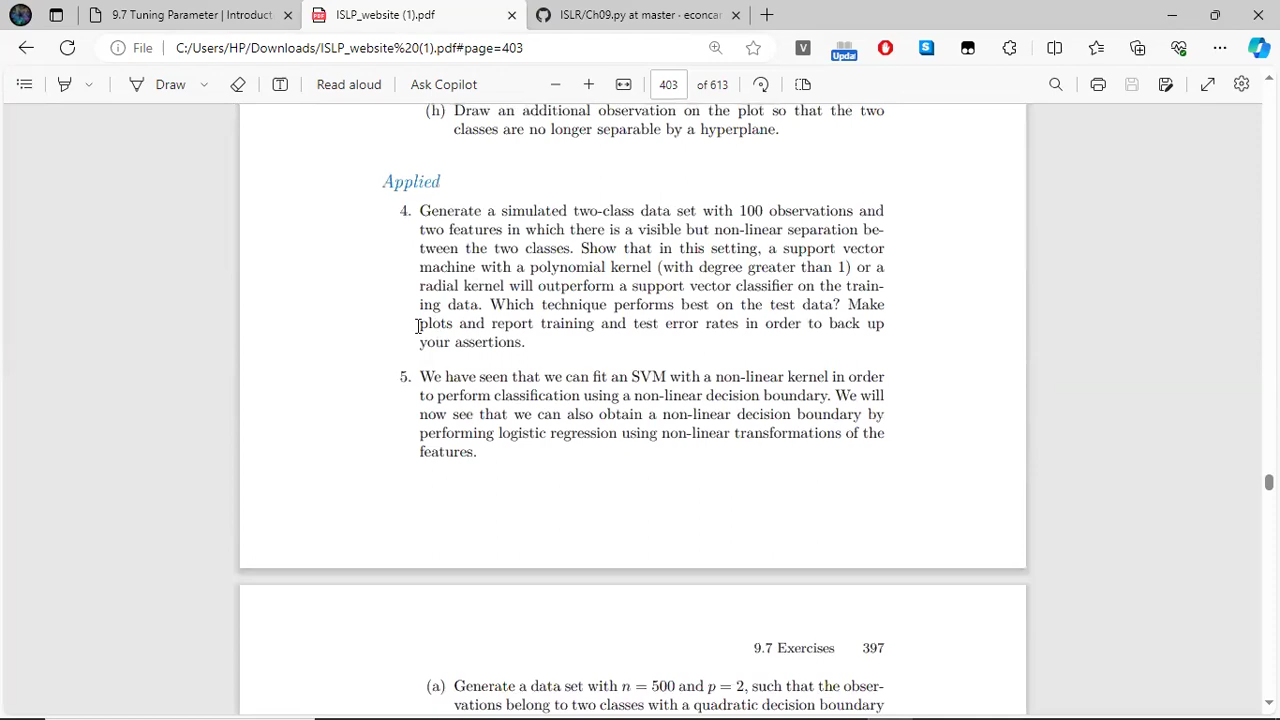 9.7 Tuning Parameter | Introduct
ISLP_website (1).pdf
ISLR/Ch09.py at master · econcar
File
C:/Users/HP/Downloads/ISLP_website%20(1).pdf#page=403
V
Updat
S
Draw
Read aloud
Ask Copilot
403
of 613
(h) Draw an additional observation on the plot so that the two
classes are no longer separable by a hyperplane.
Applied
4. Generate a simulated two-class data set with 100 observations and
two features in which there is a visible but non-linear separation be-
tween the two classes. Show that in this setting, a support vector
machine with a polynomial kernel (with degree greater than 1) or a
radial kernel will outperform a support vector classifier on the train-
ing data. Which technique performs best on the test data? Make
plots and report training and test error rates in order to back up
your assertions.
5. We have seen that we can fit an SVM with a non-linear kernel in order
to perform classification using a non-linear decision boundary. We will
now see that we can also obtain a non-linear decision boundary by
performing logistic regression using non-linear transformations of the
features.
9.7 Exercises 397
(a) Generate a data set with n = 500 and p = 2, such that the obser-
vations belong to two classes with a quadratic decision boundary